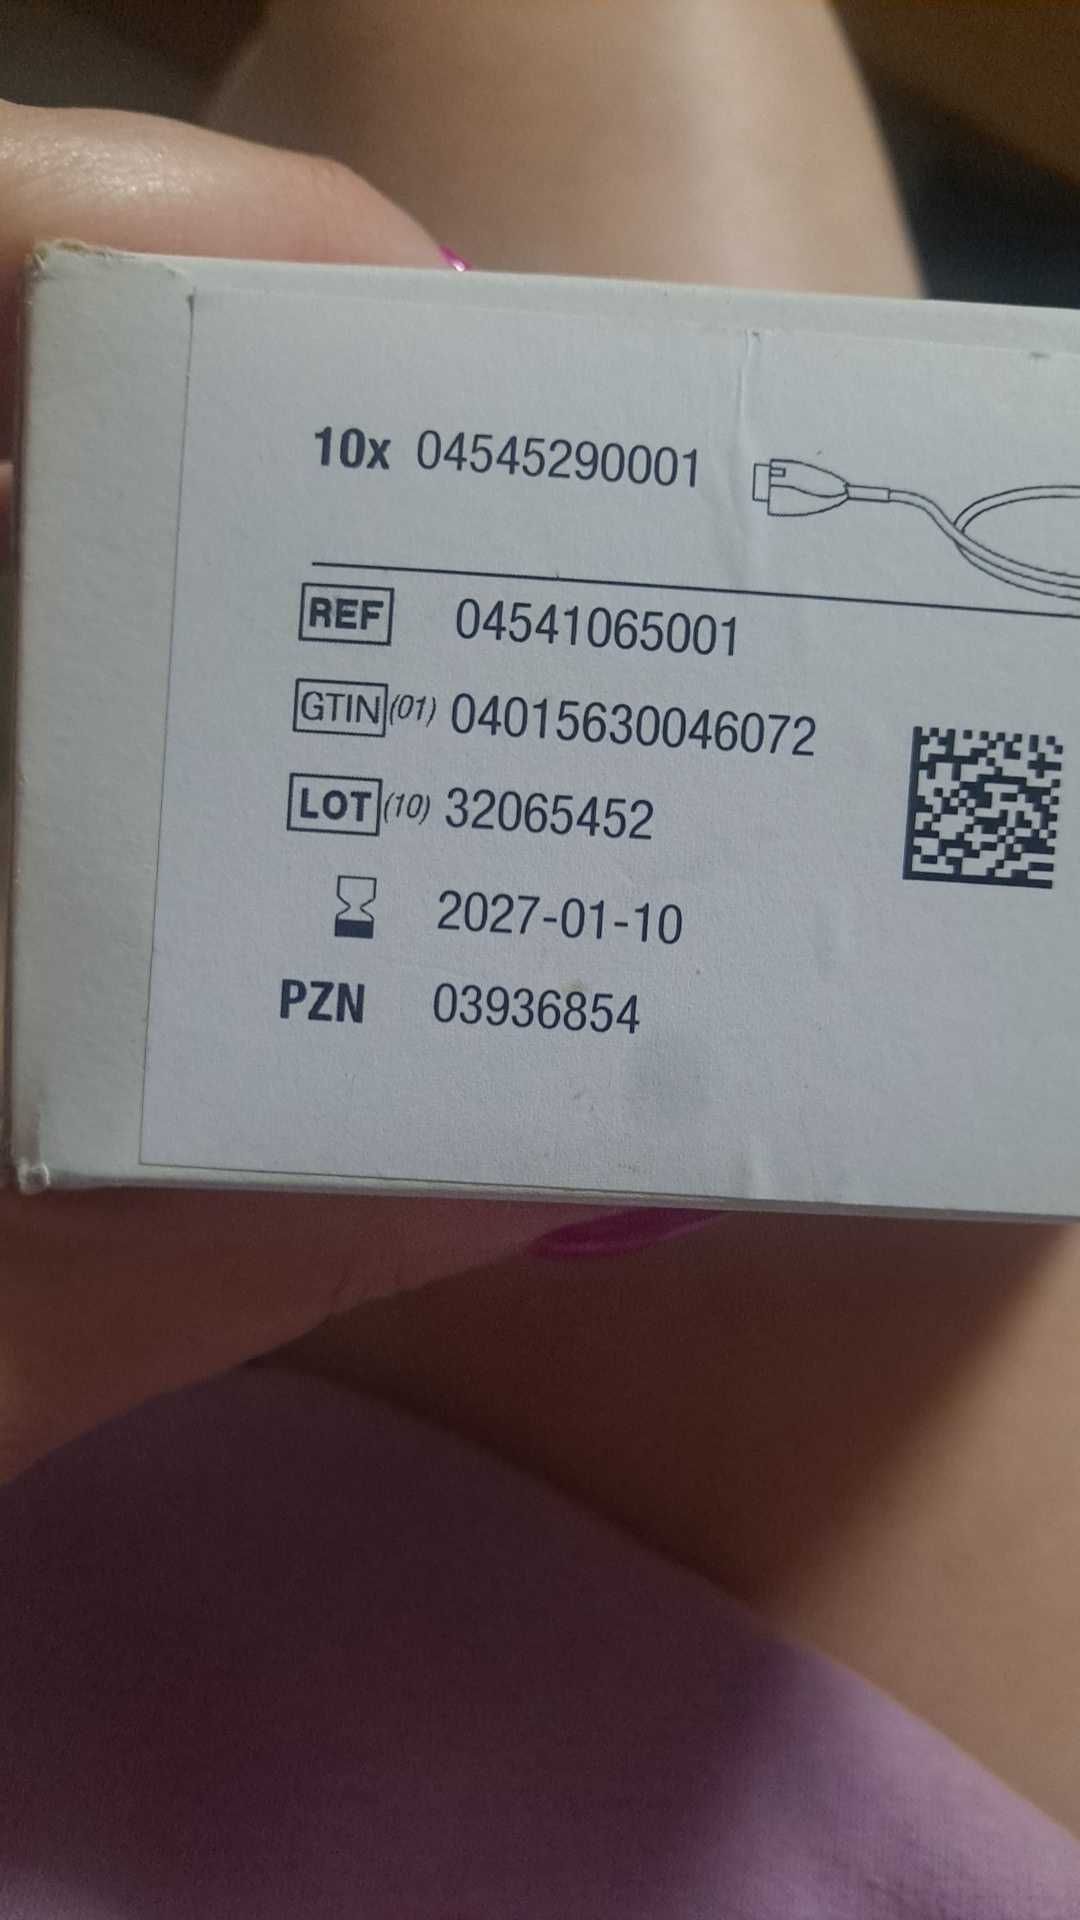 10x 04545290001
REF 04541065001
GTIN (01) 04015630046072
LOT (10) 32065452
2027-01-10
PZN 03936854